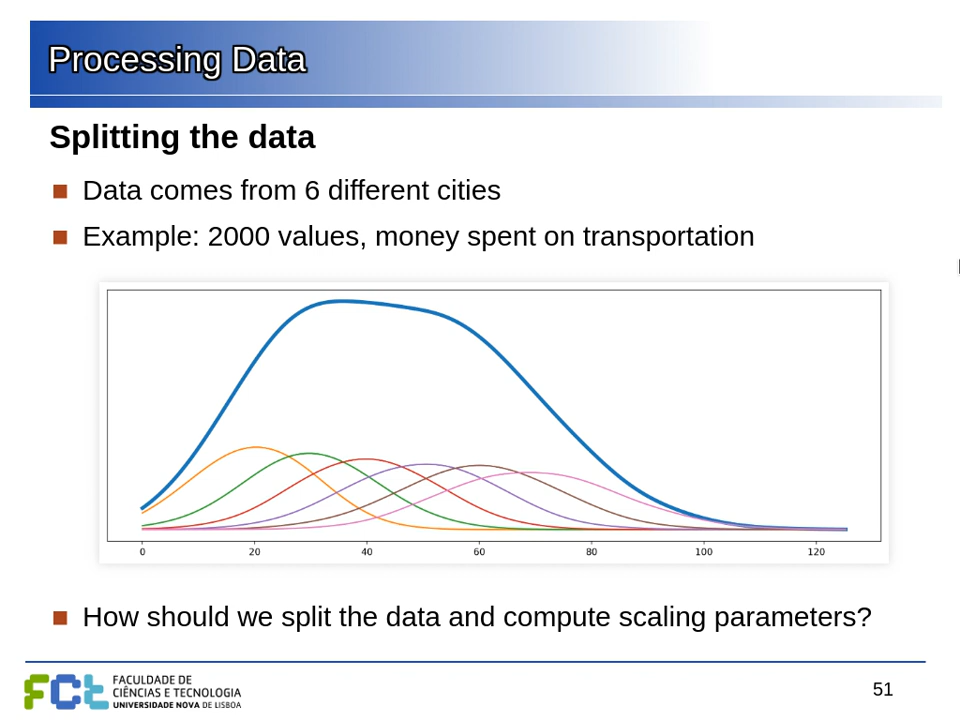 Processing Data
Splitting the data
Data comes from 6 different cities
Example: 2000 values, money spent on transportation
0 20 40 60 80 100 120
How should we split the data and compute scaling parameters?
FCt
FACULDADE DE
CIÊNCIAS E TECNOLOGIA
UNIVERSIDADE NOVA DE LISBOA
51